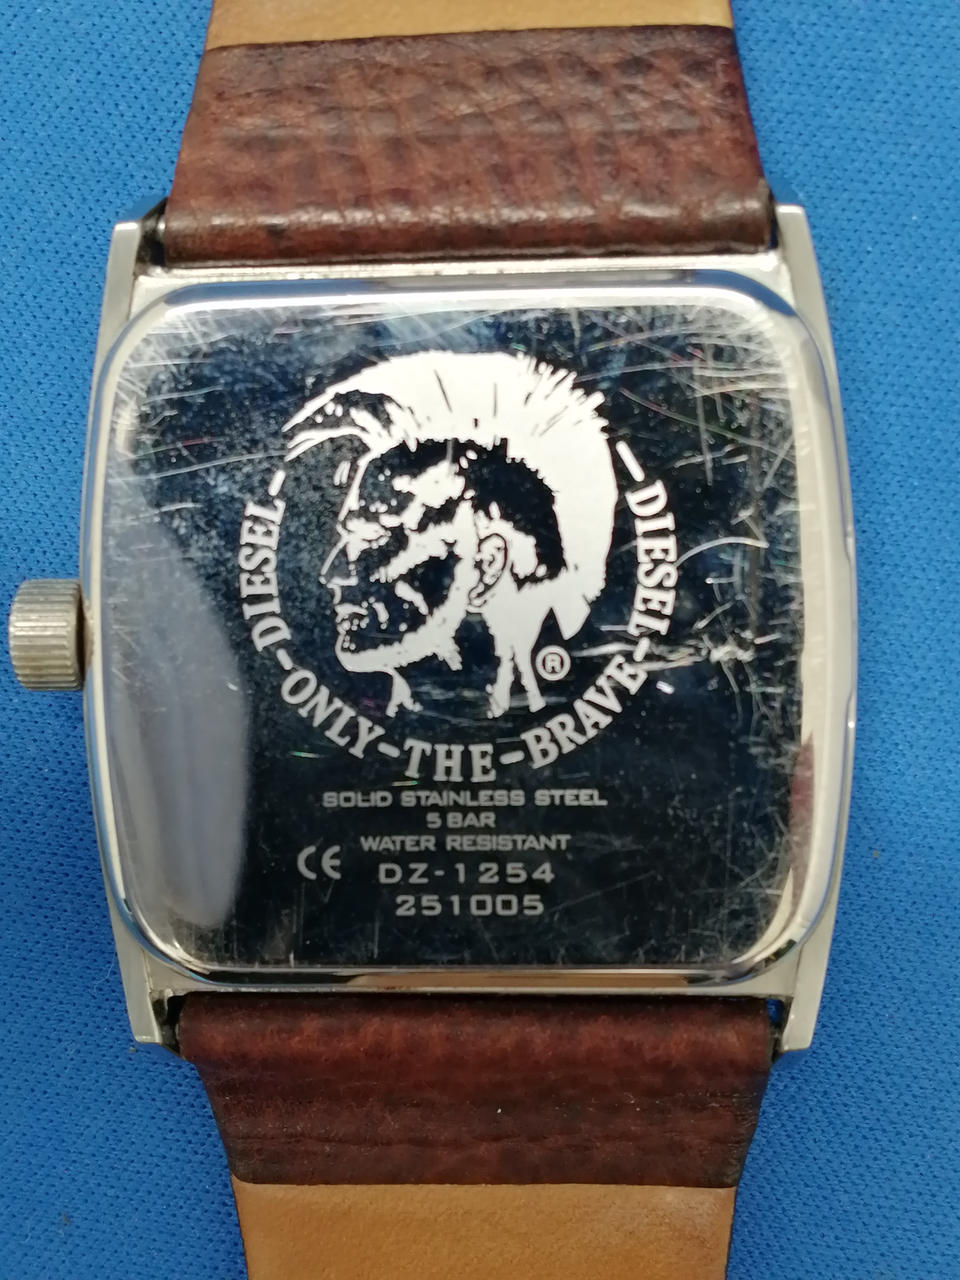 -DIESEL-ONLY-THE-BRAVE-DIESEL-
®
SOLID STAINLESS STEEL
5 BAR
WATER RESISTANT
CE DZ-1254
251005